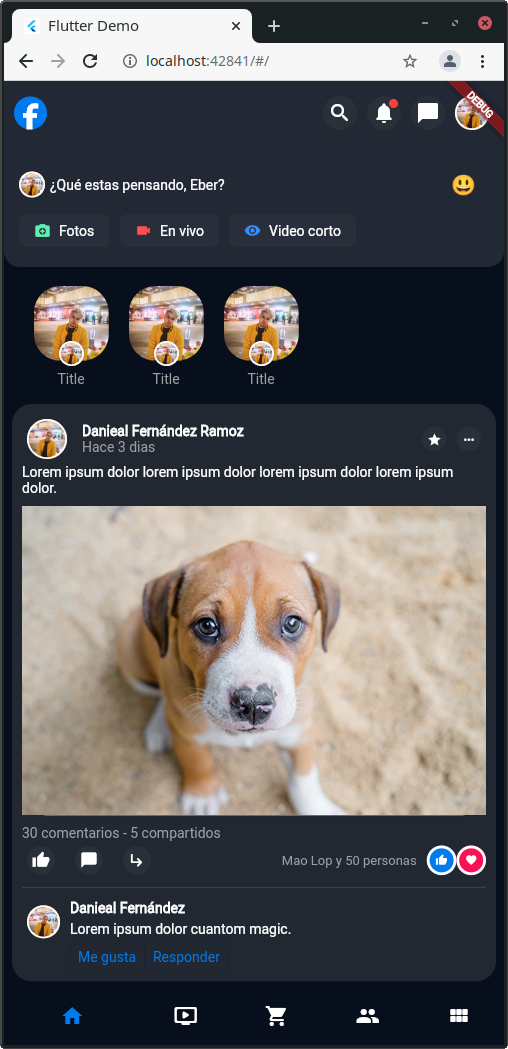 Flutter Demo
localhost:42841/#/
DEBUG
¿Qué estas pensando, Eber?
Fotos
En vivo
Video corto
Title
Title
Title
Danieal Fernández Ramoz
Hace 3 dias
Lorem ipsum dolor lorem ipsum dolor lorem ipsum dolor lorem ipsum
dolor.
30 comentarios - 5 compartidos
Mao Lop y 50 personas
Danieal Fernández
Lorem ipsum dolor cuantom magic.
Me gusta
Responder